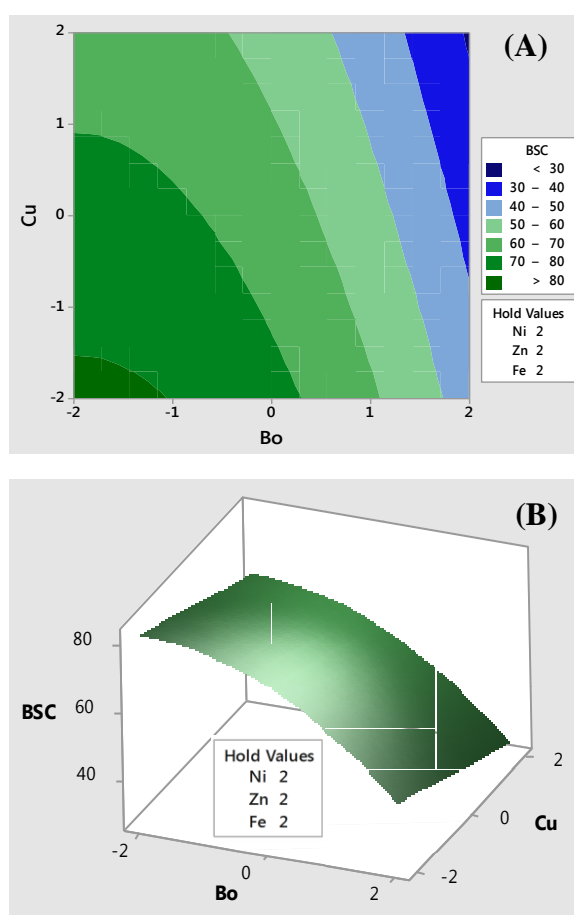 (A)
2
1
0
-1
-2
Cu
-2
-1
0
1
2
Bo
BSC
< 30
30 – 40
40 – 50
50 – 60
60 – 70
70 – 80
> 80
Hold Values
Ni 2
Zn 2
Fe 2
(B)
80
60
40
BSC
Hold Values
Ni 2
Zn 2
Fe 2
-2
0
2
Bo
-2
0
2
Cu